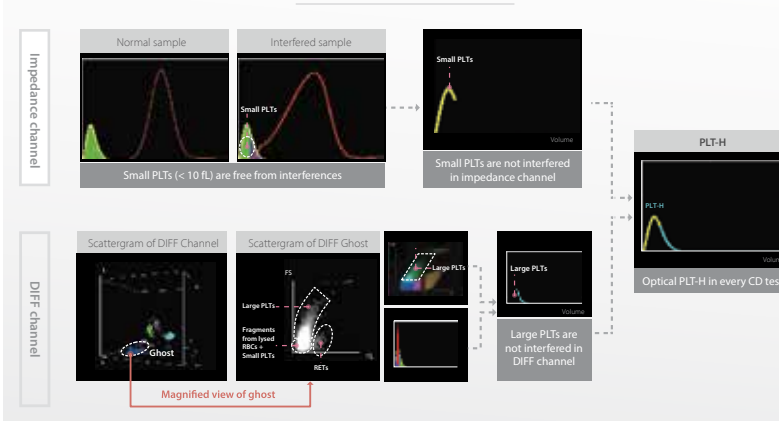 Impedance channel
Normal sample
Interfered sample
Small PLTs
Small PLTs (< 10 fL) are free from interferences
Small PLTs
Volume
Small PLTs are not interfered
in impedance channel
PLT-H
PLT-H
Optical PLT-H in every CD
DIFF channel
Scattergram of DIFF Channel
Ghost
Scattergram of DIFF Ghost
FS
Large PLTs
Fragments
from lysed
RBCs +
Small PLTs
RETs
FL
Large PLTs
Large PLTs
Volume
Large PLTs are
not interfered in
DIFF channel
Magnified view of ghost